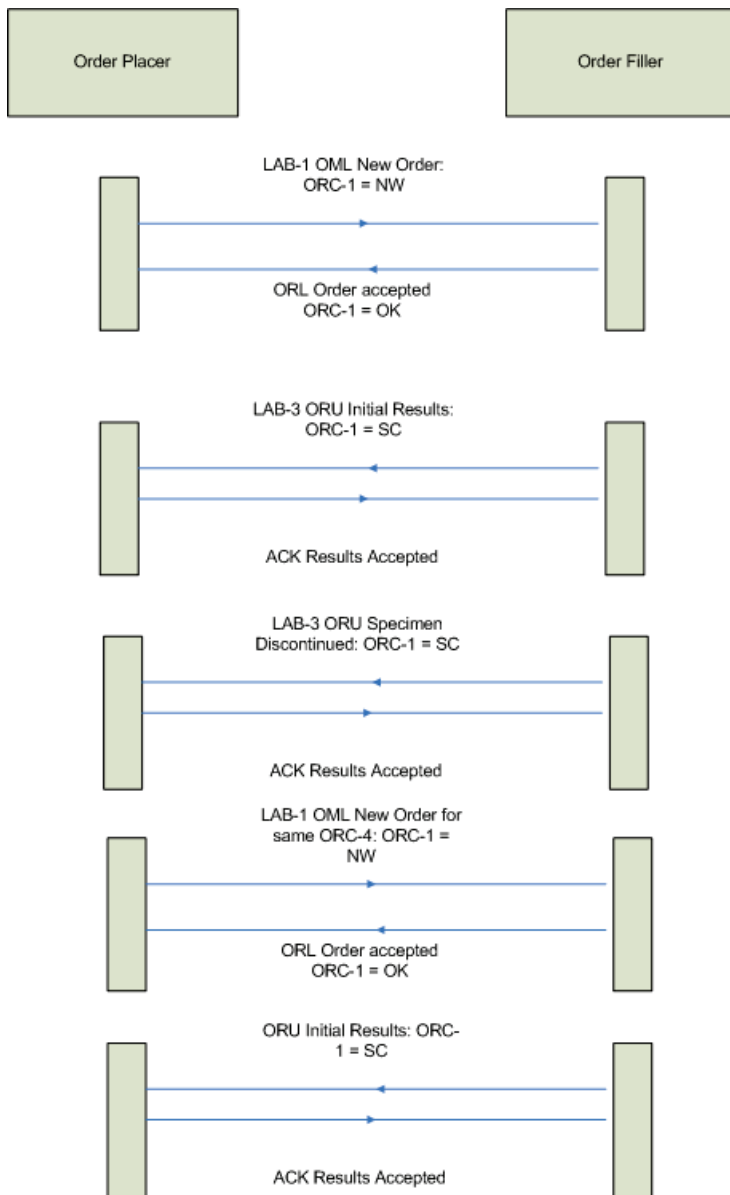 Order Placer
Order Filler
LAB-1 OML New Order:
ORC-1 = NW
ORL Order accepted
ORC-1 = OK
LAB-3 ORU Initial Results:
ORC-1 = SC
ACK Results Accepted
LAB-3 ORU Specimen
Discontinued: ORC-1 = SC
ACK Results Accepted
LAB-1 OML New Order for
same ORC-4: ORC-1 =
NW
ORL Order accepted
ORC-1 = OK
ORU Initial Results: ORC-
1 = SC
ACK Results Accepted